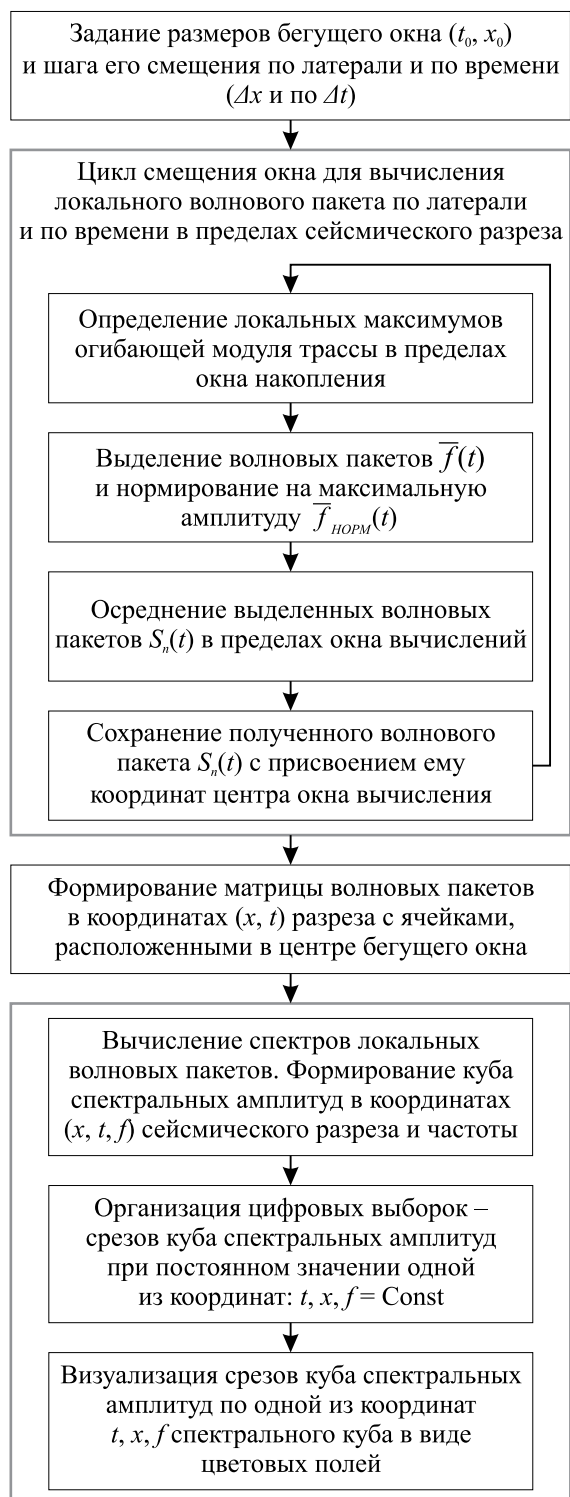 Задание размеров бегущего окна (t₀, x₀)
и шага его смещения по латерали и по времени
(Δx и по Δt)
Цикл смещения окна для вычисления
локального волнового пакета по латерали
и по времени в пределах сейсмического разреза
Определение локальных максимумов
огибающей модуля трассы в пределах
окна накопления
Выделение волновых пакетов f̅(t)
и нормирование на максимальную
амплитуду f̅НОРМ(t)
Осреднение выделенных волновых
пакетов Sₙ(t) в пределах окна вычислений
Сохранение полученного волнового
пакета Sₙ(t) с присвоением ему
координат центра окна вычисления
Формирование матрицы волновых пакетов
в координатах (x, t) разреза с ячейками,
расположенными в центре бегущего окна
Вычисление спектров локальных
волновых пакетов. Формирование куба
спектральных амплитуд в координатах
(x, t, f) сейсмического разреза и частоты
Организация цифровых выборок –
срезов куба спектральных амплитуд
при постоянном значении одной
из координат: t, x, f = Const
Визуализация срезов куба спектральных
амплитуд по одной из координат
t, x, f спектрального куба в виде
цветовых полей